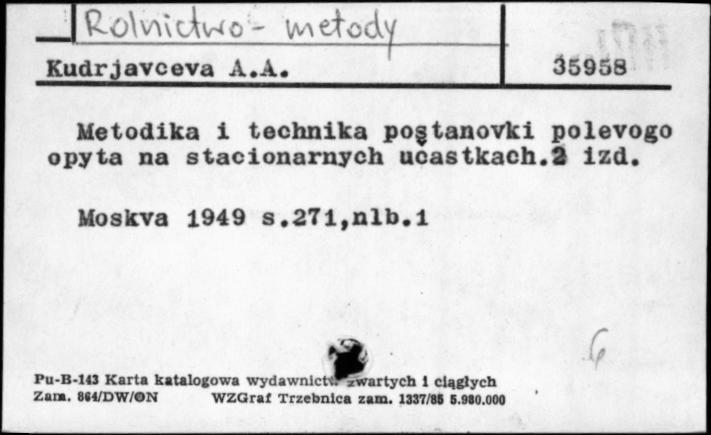 Rolnictwo - metody
Kudrjavceva A.A. 35958
Metodika i technika postanovki polevogo
opyta na stacionarnych učastkach.2 izd.
Moskva 1949 s.271,nlb.1
6
Pu-B-143 Karta katalogowa wydawnictw zwartych i ciągłych
Zam. 864/DW/ON WZGraf Trzebnica zam. 1337/85 5.980.000